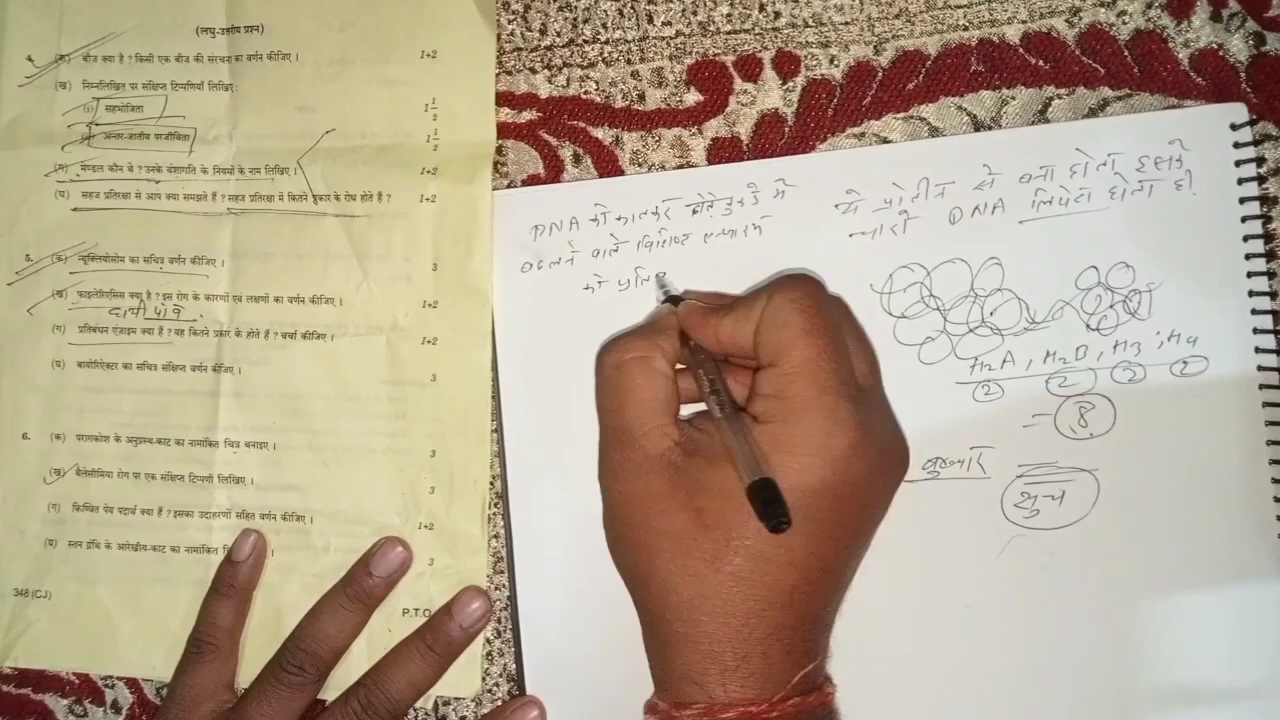 (लघु-उत्तरीय प्रश्न)
4. (क) बीज क्या है ? किसी एक बीज की संरचना का वर्णन कीजिए । 1+2
(ख) निम्नलिखित पर संक्षिप्त टिप्पणियाँ लिखिए:
(i) सहभोजिता 1 1/2
(ii) अन्तर-जातीय परजीविता 1 1/2
(ग) मेण्डल कौन थे ? उनके वंशागति के नियमों के नाम लिखिए । 1+2
(घ) सहज प्रतिरक्षा से आप क्या समझते हैं ? सहज प्रतिरक्षा में कितने प्रकार के रोध होते हैं ? 1+2
5. (क) न्यूक्लियोसोम का सचित्र वर्णन कीजिए । 3
(ख) फाइलेरिएसिस क्या है ? इस रोग के कारणों एवं लक्षणों का वर्णन कीजिए । 1+2
हाथी पाँव
(ग) प्रतिबंधन एंजाइम क्या हैं ? यह कितने प्रकार के होते हैं ? चर्चा कीजिए । 1+2
(घ) बायोरिऐक्टर का सचित्र संक्षिप्त वर्णन कीजिए । 3
6. (क) परागकोश के अनुप्रस्थ-काट का नामांकित चित्र बनाइए । 3
(ख) थैलेसीमिया रोग पर एक संक्षिप्त टिप्पणी लिखिए । 3
(ग) किण्वित पेय पदार्थ क्या हैं ? इसका उदाहरणों सहित वर्णन कीजिए । 1+2
(घ) स्तन ग्रंथि के आरेखीय-काट का नामांकित 3
348 (CJ) P.T.O
DNA को काटकर छोटे टुकड़े में
बदलने वाले विशिष्ट एन्जाइम
को प्रति
ये प्रोटीन से बना होता इसके
चारो DNA लिपटा होता है।
H2A, H2B, H3, H4
2 2 2 2
= 8